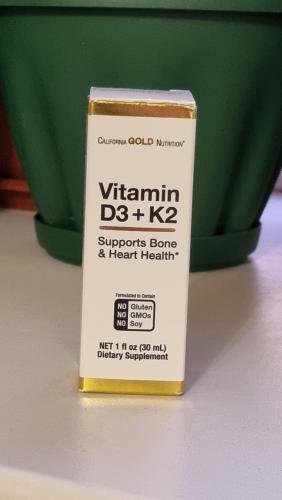 CALIFORNIA GOLD NUTRITION®
Vitamin
D3 + K2
Supports Bone
& Heart Health*
Formulated to Contain
NO Gluten
NO GMOs
NO Soy
NET 1 fl oz (30 mL)
Dietary Supplement